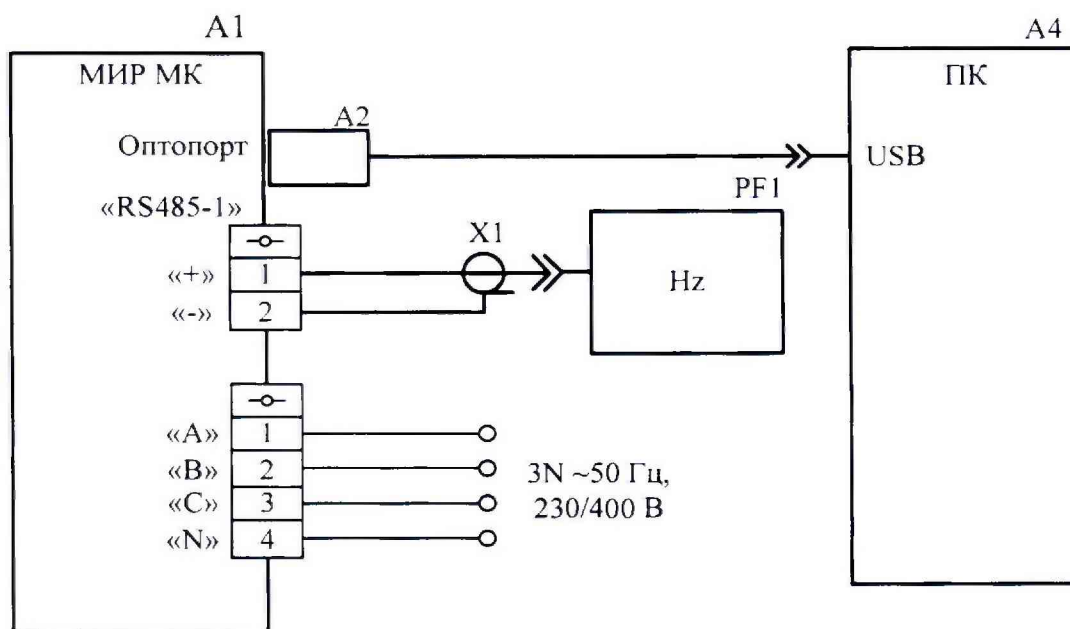 A1
A4
МИР МК
ПК
A2
Оптопорт
USB
«RS485-1»
PF1
X1
«+» 1
Hz
«-» 2
«A» 1
«B» 2
3N ~50 Гц,
«C» 3
230/400 В
«N» 4